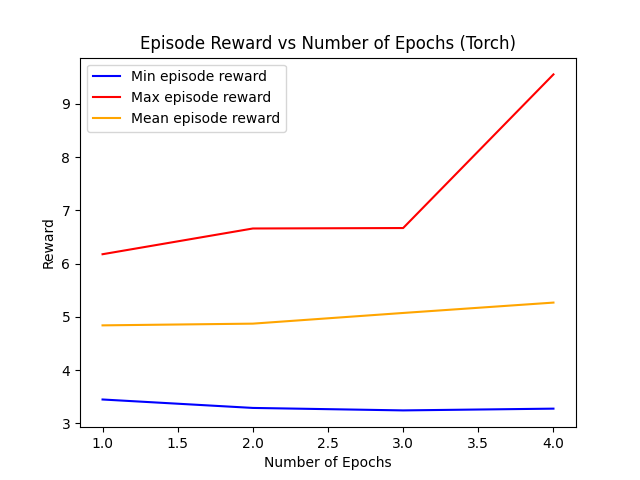 Episode Reward vs Number of Epochs (Torch)
Min episode reward
Max episode reward
Mean episode reward
Reward
9
8
7
6
5
4
3
1.0 1.5 2.0 2.5 3.0 3.5 4.0
Number of Epochs